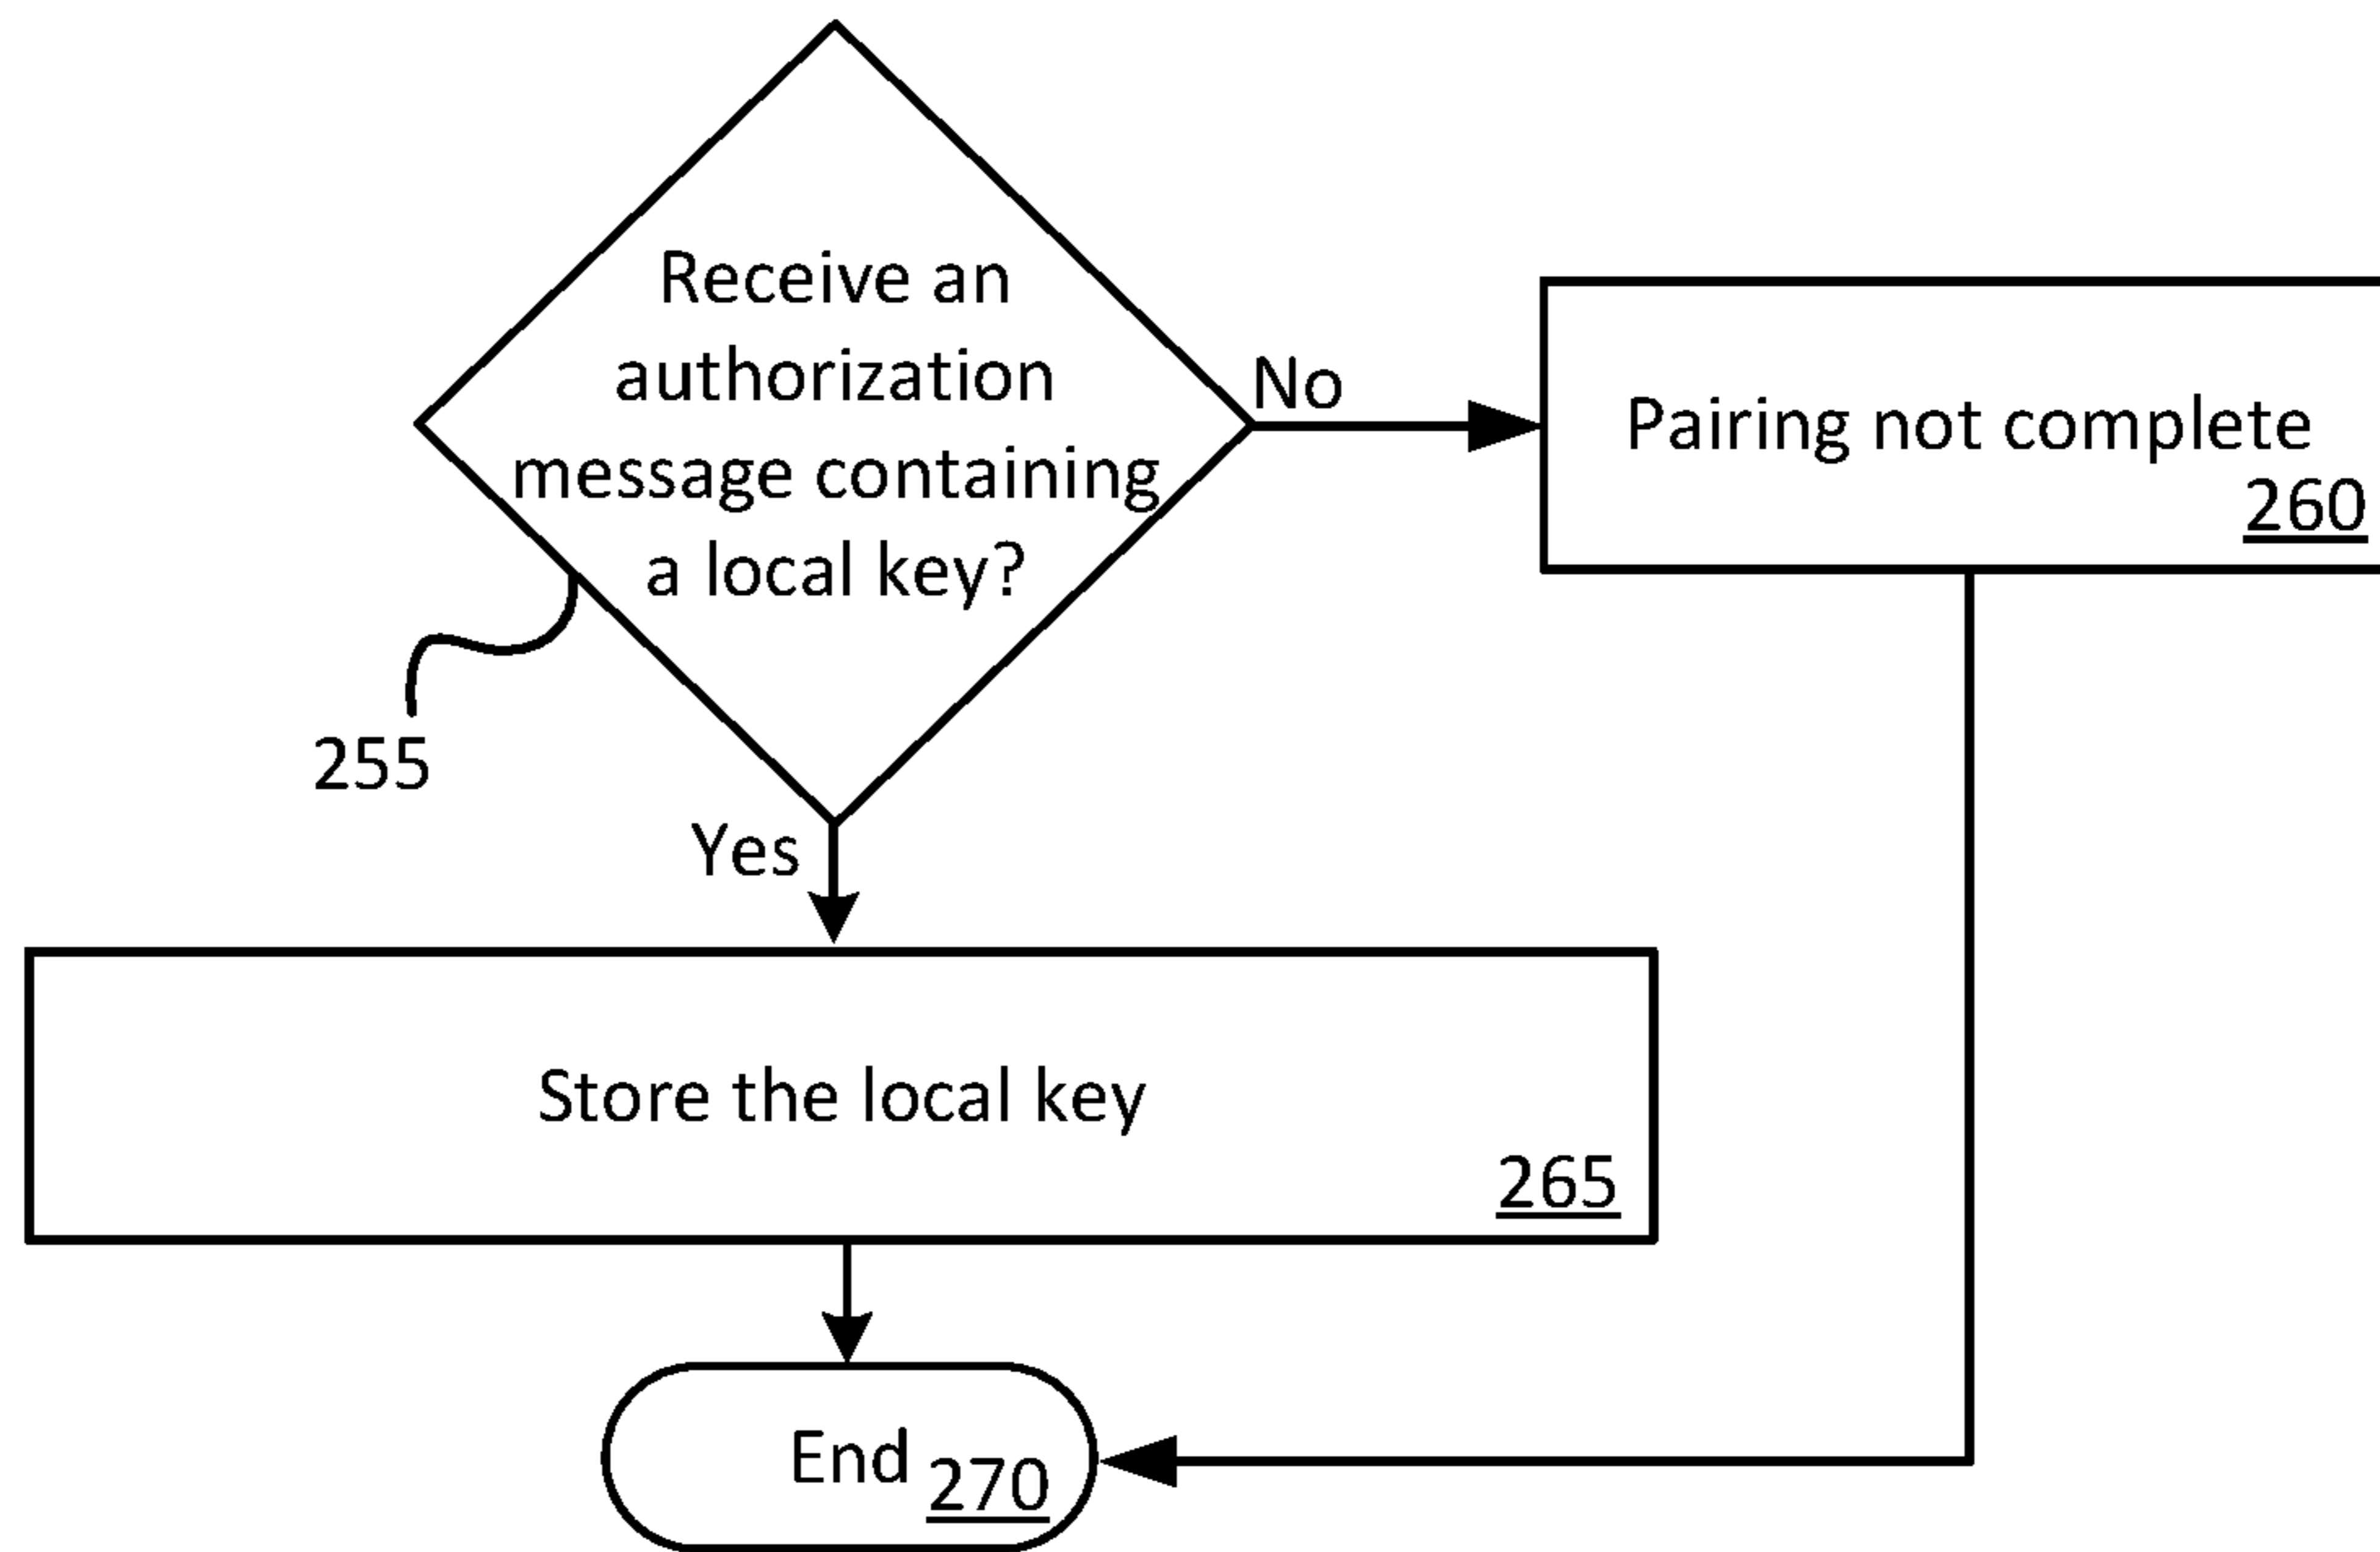 Receive an
authorization
message containing
a local key?
No
Pairing not complete
260
255
Yes
Store the local key
265
End 270